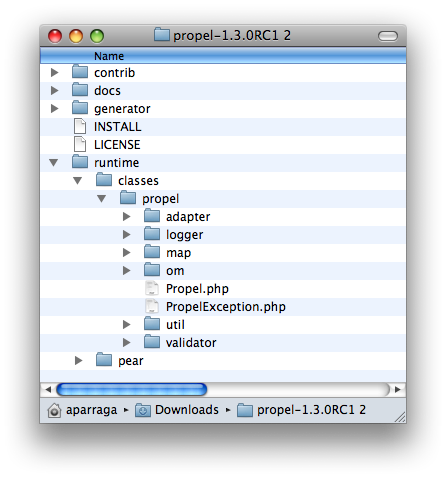 propel-1.3.0RC1 2
Name
contrib
docs
generator
INSTALL
LICENSE
runtime
classes
propel
adapter
logger
map
om
Propel.php
PropelException.php
util
validator
pear
aparraga ▸ Downloads ▸ propel-1.3.0RC1 2